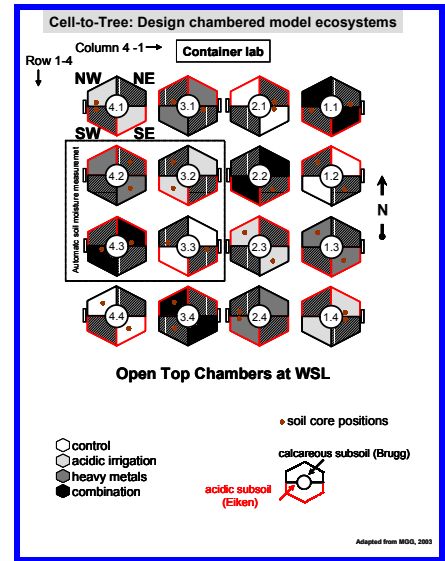 Cell-to-Tree: Design chambered model ecosystems
Column 4 -1
Container lab
Row 1-4
NW NE
4.1 3.1 2.1 1.1
SW SE
Automatic soil moisture measuremet
4.2 3.2 2.2 1.2
N
4.3 3.3 2.3 1.3
4.4 3.4 2.4 1.4
Open Top Chambers at WSL
soil core positions
control
acidic irrigation
heavy metals
combination
calcareous subsoil (Brugg)
acidic subsoil
(Eiken)
Adapted from MGG, 2003